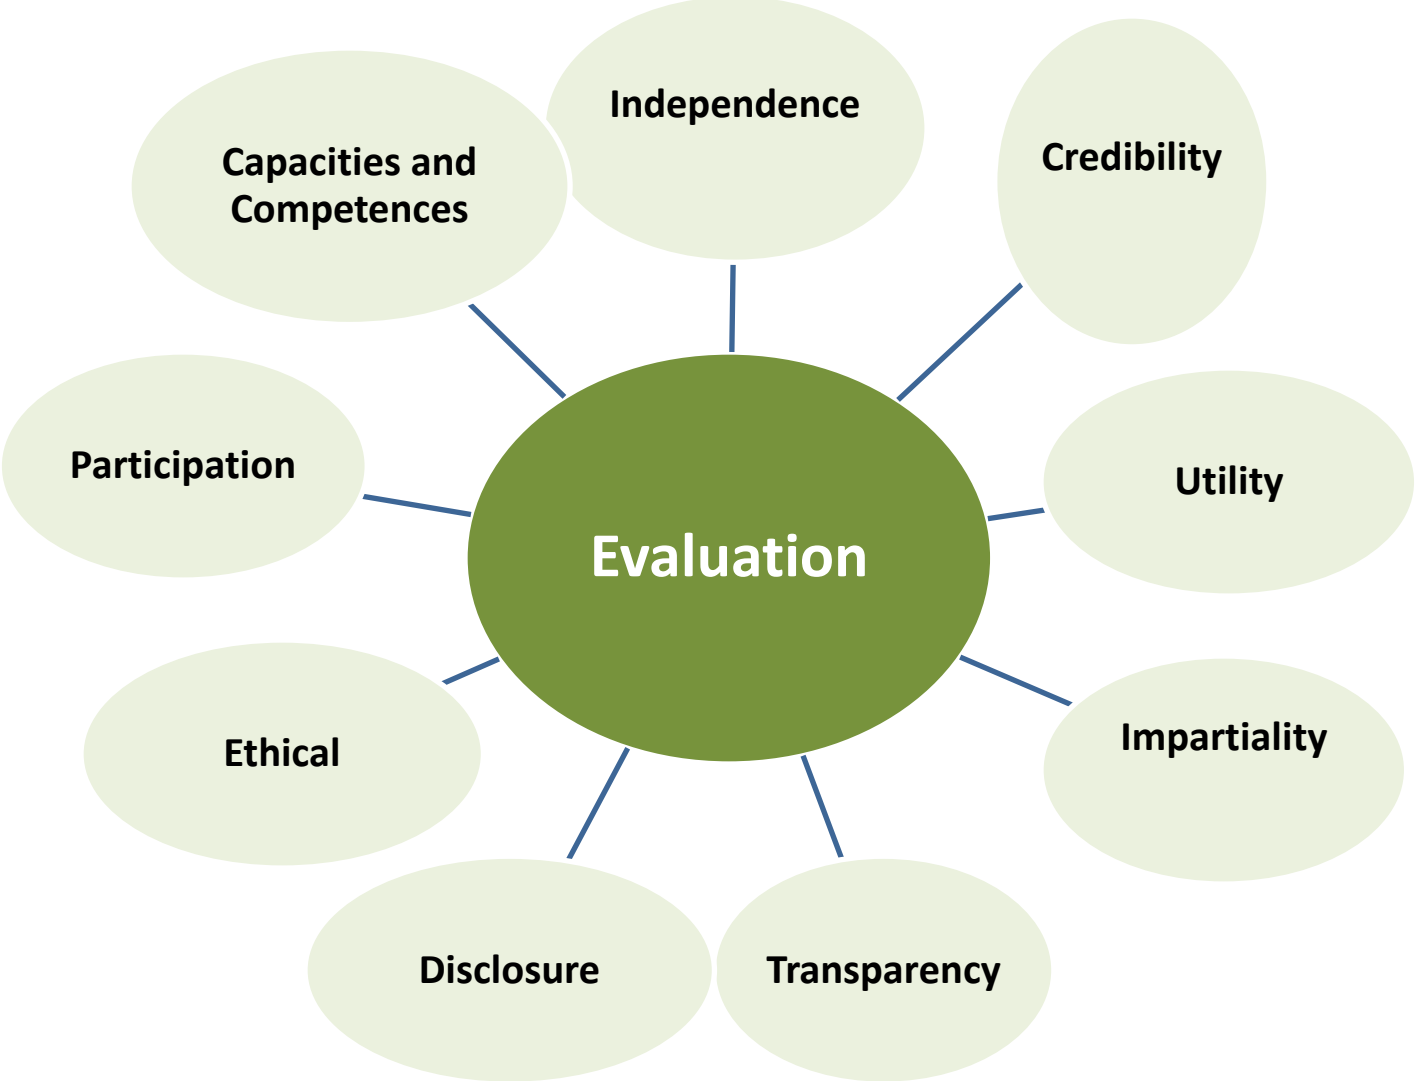 Independence
Credibility
Capacities and
Competences
Participation
Utility
Evaluation
Ethical
Impartiality
Disclosure
Transparency